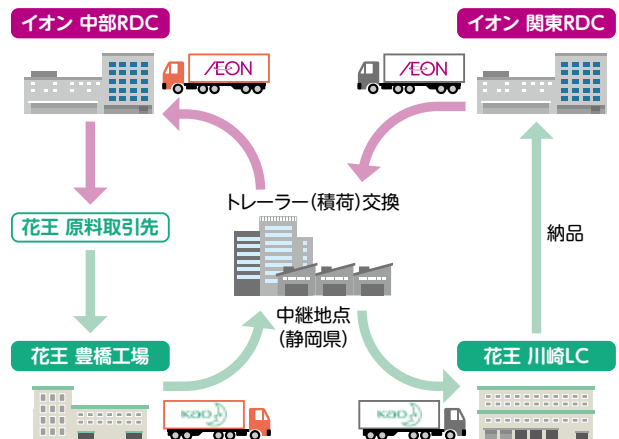 イオン 中部RDC
イオン 関東RDC
ÆON
ÆON
トレーラー(積荷)交換
花王 原料取引先
納品
中継地点
(静岡県)
花王 豊橋工場
花王 川崎LC
kao
kao